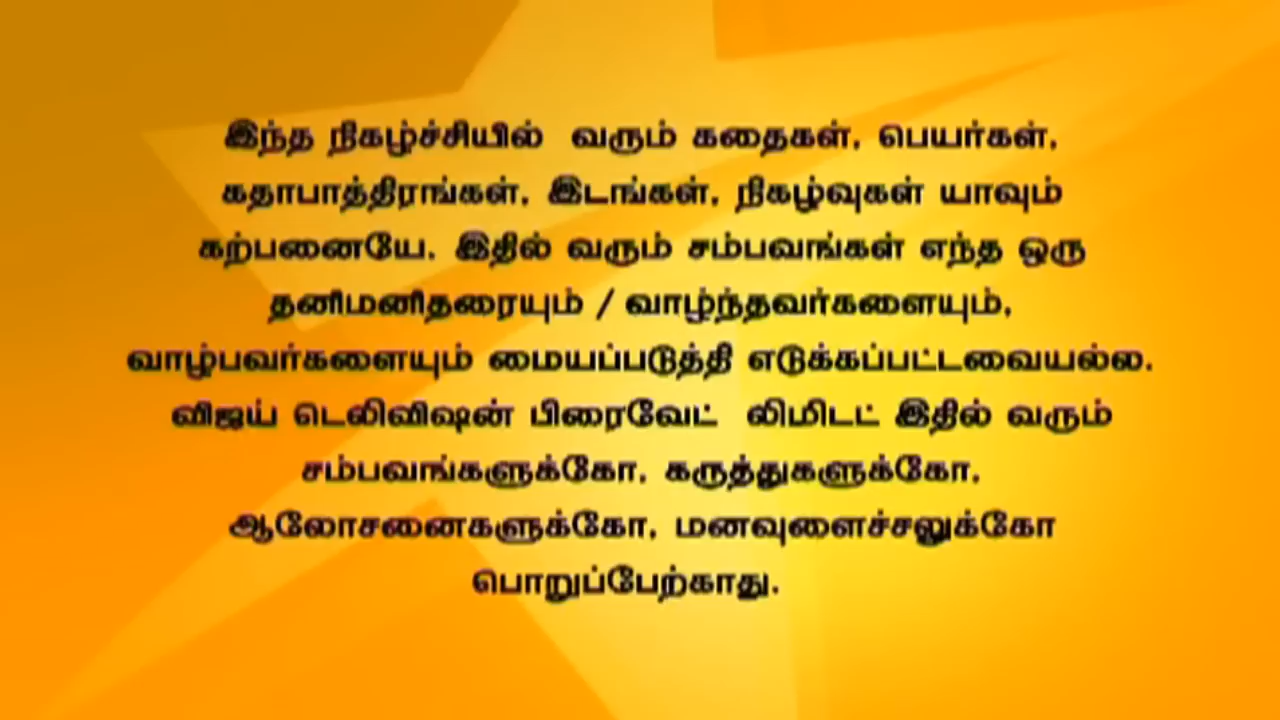 இந்த நிகழ்ச்சியில் வரும் கதைகள், பெயர்கள்,
கதாபாத்திரங்கள், இடங்கள், நிகழ்வுகள் யாவும்
கற்பனையே. இதில் வரும் சம்பவங்கள் எந்த ஒரு
தனிமனிதரையும் / வாழ்ந்தவர்களையும்,
வாழ்பவர்களையும் மையப்படுத்தி எடுக்கப்பட்டவையல்ல.
விஜய் டெலிவிஷன் பிரைவேட் லிமிடட் இதில் வரும்
சம்பவங்களுக்கோ, கருத்துகளுக்கோ,
ஆலோசனைகளுக்கோ, மனவுளைச்சலுக்கோ
பொறுப்பேற்காது.